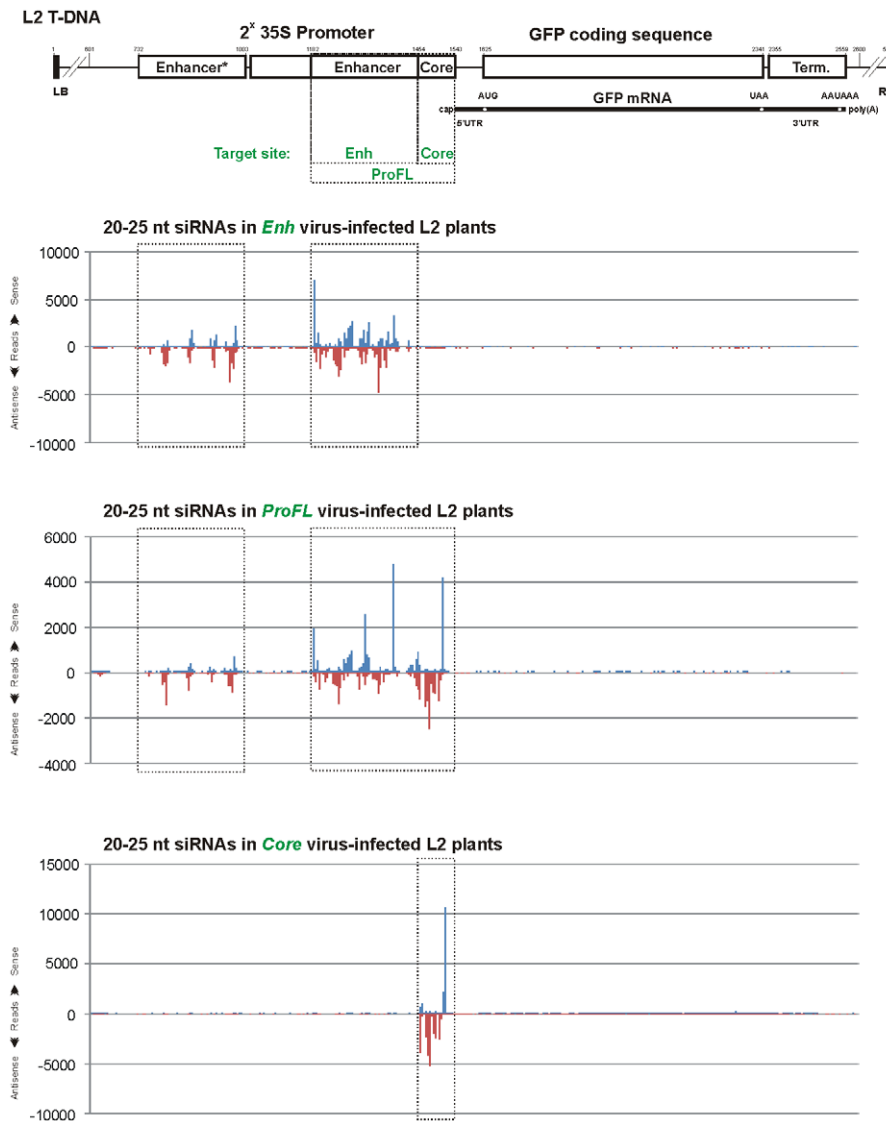 L2 T-DNA
2x 35S Promoter
GFP coding sequence
1 601 732 1001 1182 1464 1540 1625 2348 2355 2559 2600
Enhancer* Enhancer Core Term.
LB R
AUG GFP mRNA UAA AAUAAA
cap poly(A)
5'UTR 3'UTR
Target site: Enh Core
ProFL
20-25 nt siRNAs in Enh virus-infected L2 plants
10000
5000
0
-5000
-10000
Antisense Reads Sense
20-25 nt siRNAs in ProFL virus-infected L2 plants
6000
4000
2000
0
-2000
-4000
Antisense Reads Sense
20-25 nt siRNAs in Core virus-infected L2 plants
15000
10000
5000
0
-5000
-10000
Antisense Reads Sense